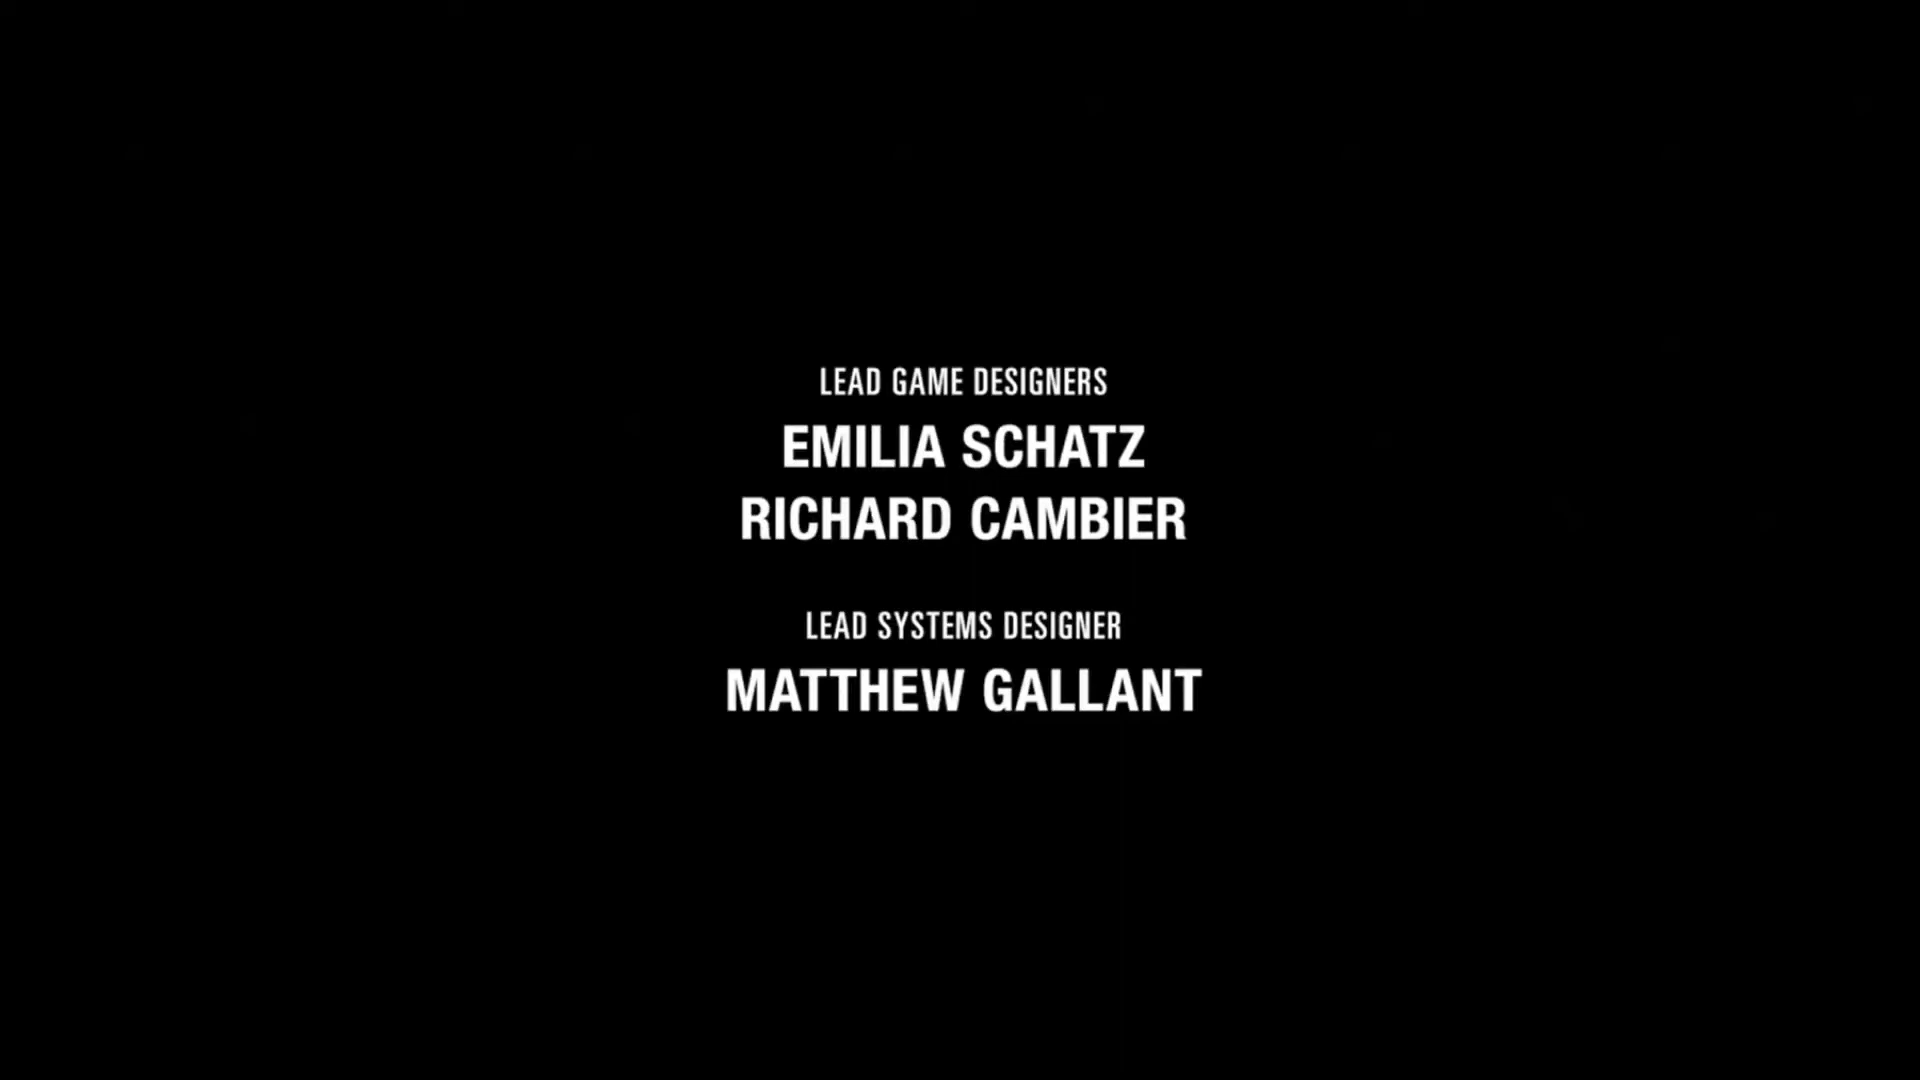 LEAD GAME DESIGNERS
EMILIA SCHATZ
RICHARD CAMBIER
LEAD SYSTEMS DESIGNER
MATTHEW GALLANT